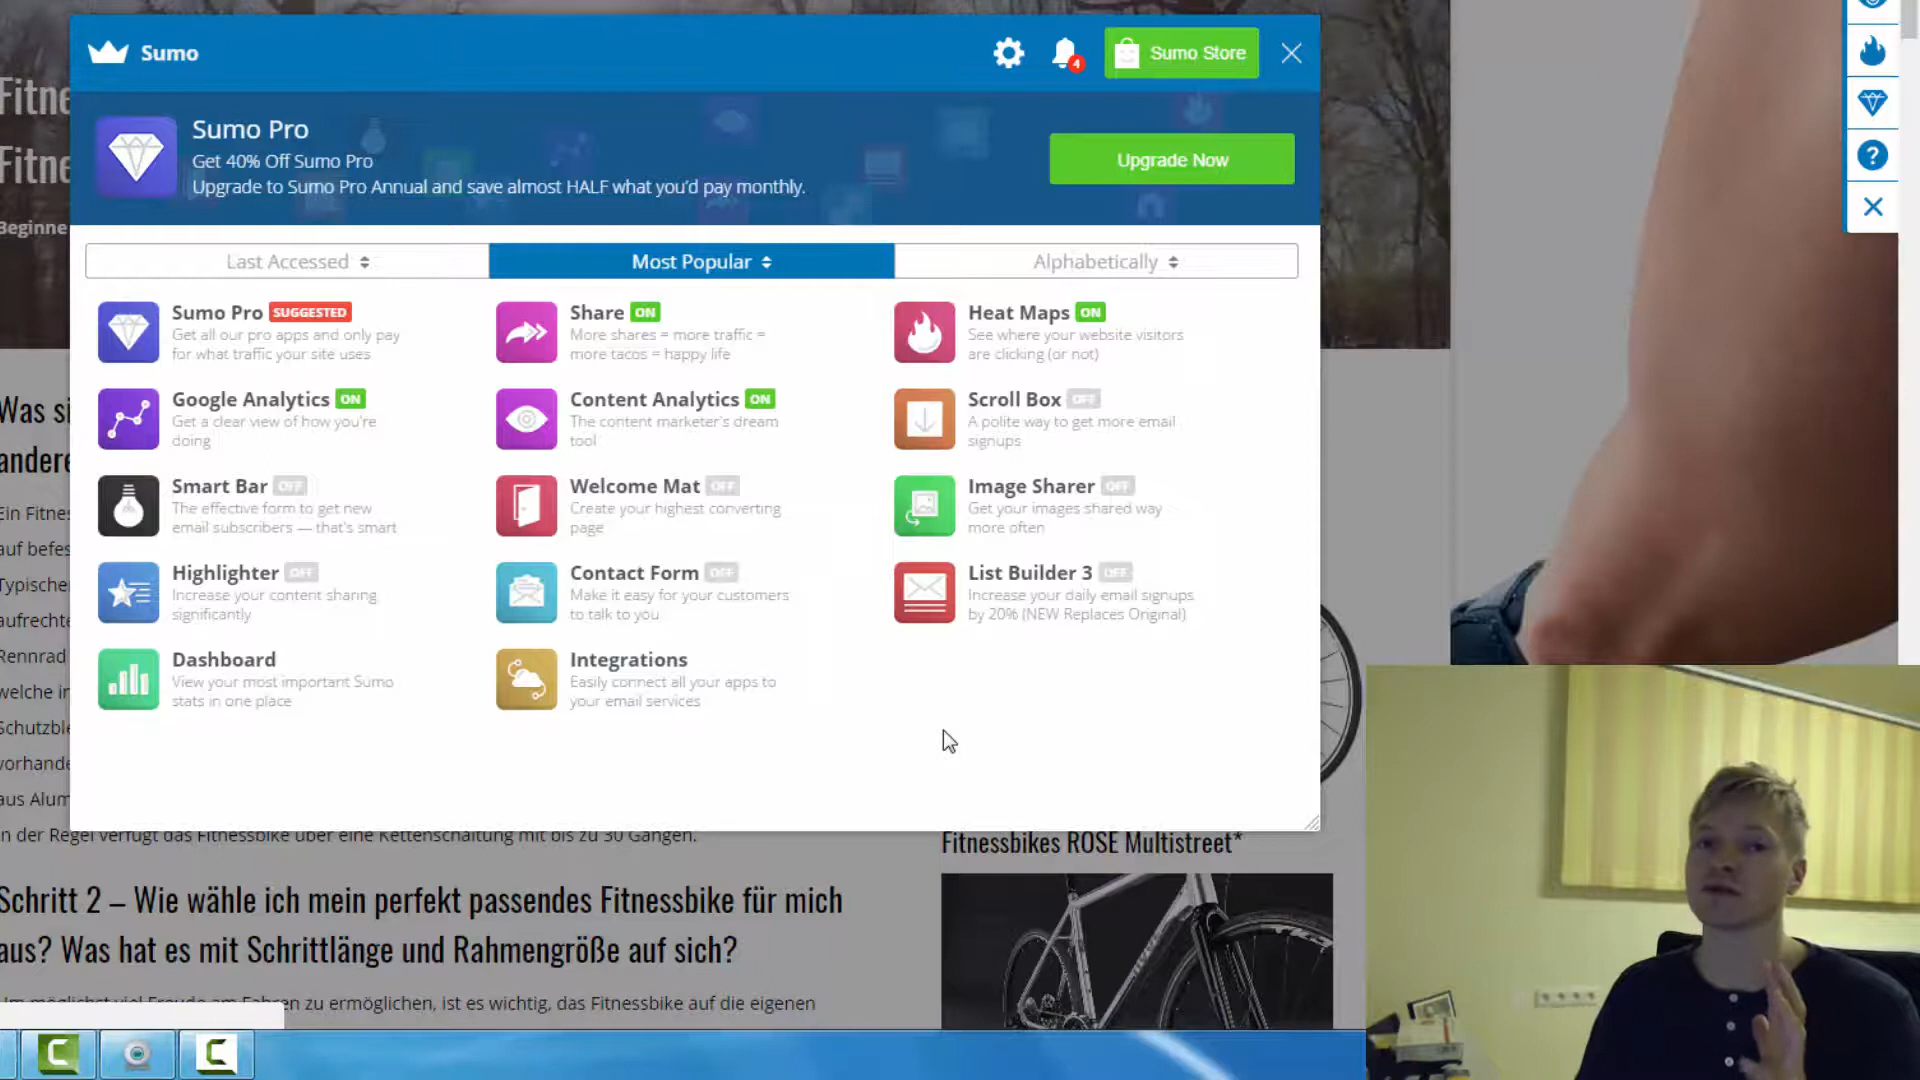 Sumo
4
Sumo Store
Sumo Pro
Get 40% Off Sumo Pro
Upgrade to Sumo Pro Annual and save almost HALF what you'd pay monthly.
Upgrade Now
Last Accessed
Most Popular
Alphabetically
Sumo Pro SUGGESTED
Get all our pro apps and only pay
for what traffic your site uses
Share ON
More shares = more traffic =
more tacos = happy life
Heat Maps ON
See where your website visitors
are clicking (or not)
Google Analytics ON
Get a clear view of how you're
doing
Content Analytics ON
The content marketer's dream
tool
Scroll Box OFF
A polite way to get more email
signups
Smart Bar OFF
The effective form to get new
email subscribers — that's smart
Welcome Mat OFF
Create your highest converting
page
Image Sharer OFF
Get your images shared way
more often
Highlighter OFF
Increase your content sharing
significantly
Contact Form OFF
Make it easy for your customers
to talk to you
List Builder 3 OFF
Increase your daily email signups
by 20% (NEW Replaces Original)
Dashboard
View your most important Sumo
stats in one place
Integrations
Easily connect all your apps to
your email services
Fitne
Fitne
Beginne
Was si
andere
Ein Fitnes
auf befes
Typischer
aufrechte
Rennrad
welche in
Schutzble
vorhande
aus Alum
in der Regel verfügt das Fitnessbike über eine Kettenschaltung mit bis zu 30 Gängen.
Schritt 2 – Wie wähle ich mein perfekt passendes Fitnessbike für mich
aus? Was hat es mit Schrittlänge und Rahmengröße auf sich?
Um möglichst viel Freude am Fahren zu ermöglichen, ist es wichtig, das Fitnessbike auf die eigenen
Fitnessbikes ROSE Multistreet*